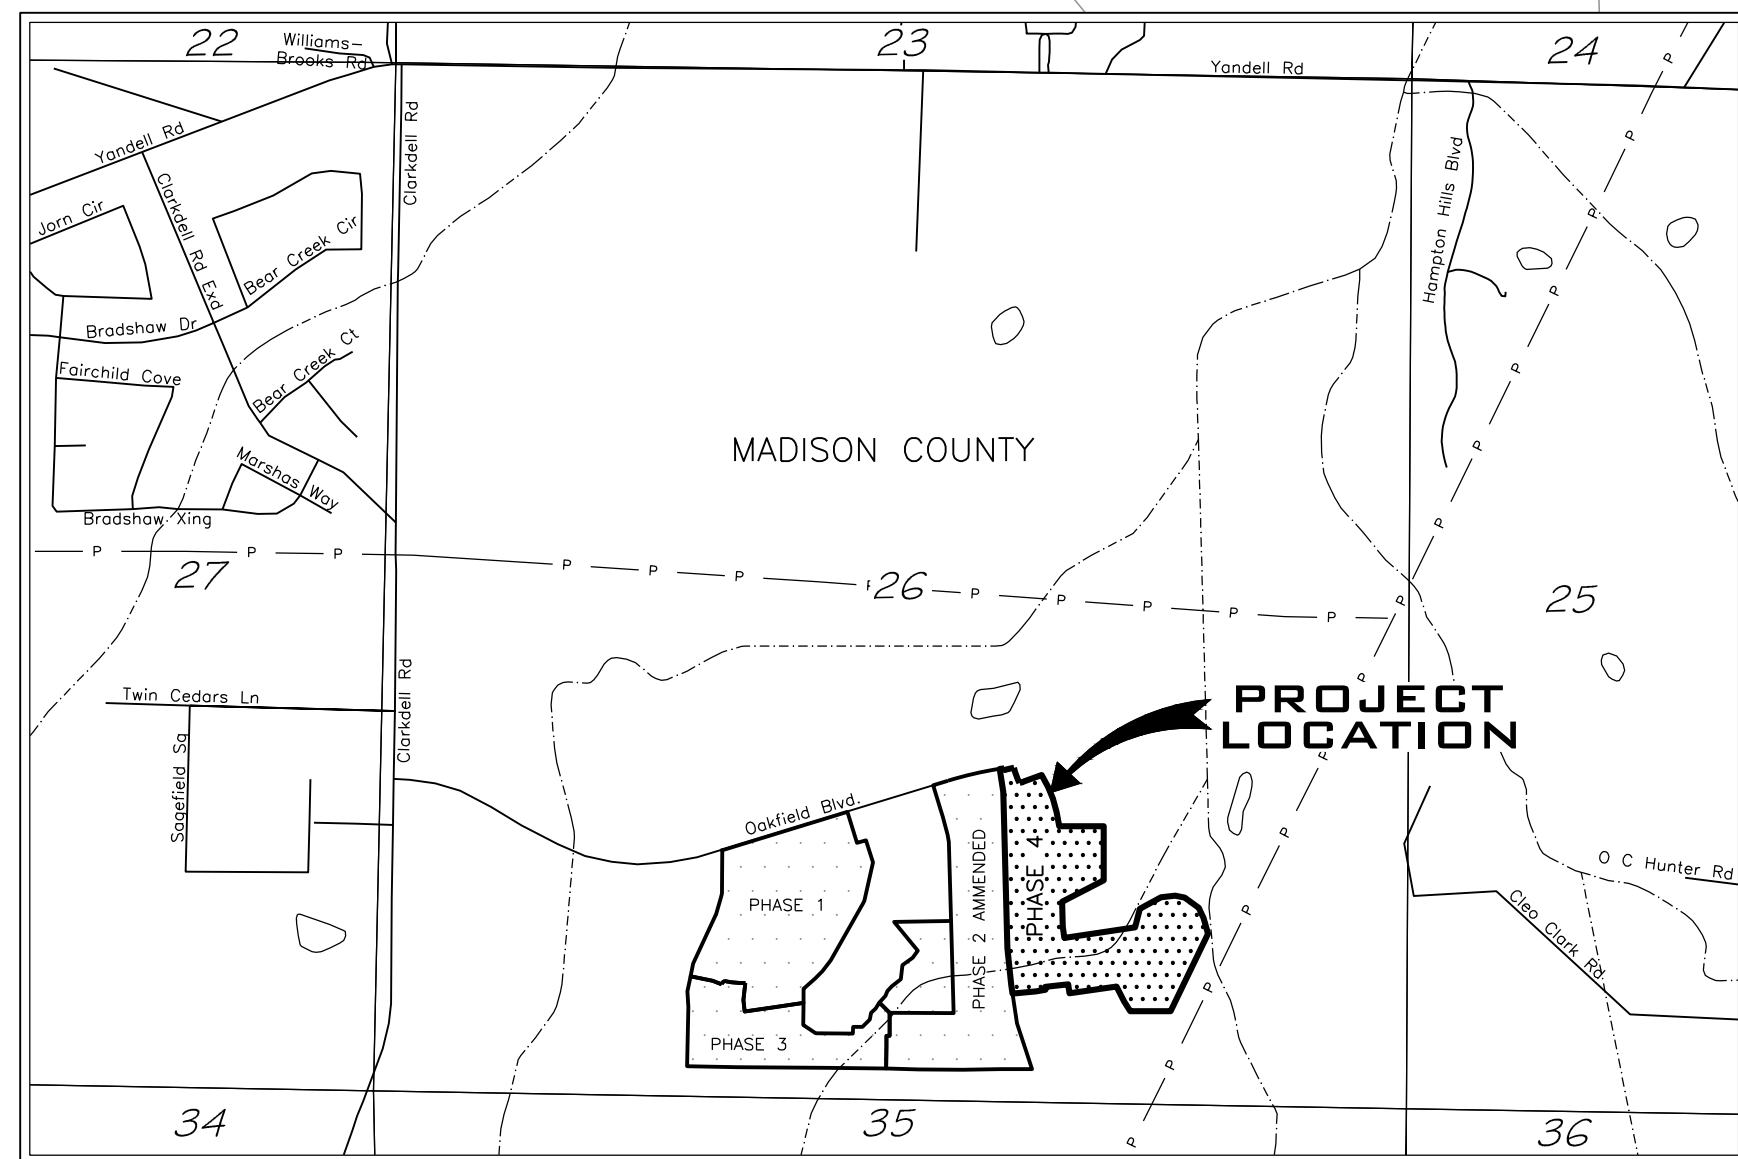 22
Williams-
Brooks Rd
23
Yandell Rd
24
P
Yandell Rd
Clarkdell Rd
P
Jorn Cir
Clarkdell Rd Exd
Bear Creek Cir
Hampton Hills Blvd
P
P
Bradshaw Dr
Bear Creek Ct
Fairchild Cove
P
MADISON COUNTY
P
Marshas Way
Bradshaw Xing
P
P P P P P P P P P P P P
P
27
26
25
Clarkdell Rd
Twin Cedars Ln
P
PROJECT
LOCATION
Sagefield Sq
P
Oakfield Blvd.
P
PHASE 2 AMMENDED
PHASE 4
O C Hunter Rd
PHASE 1
P
Cleo Clark Rd
P
PHASE 3
P
34
35
P
36